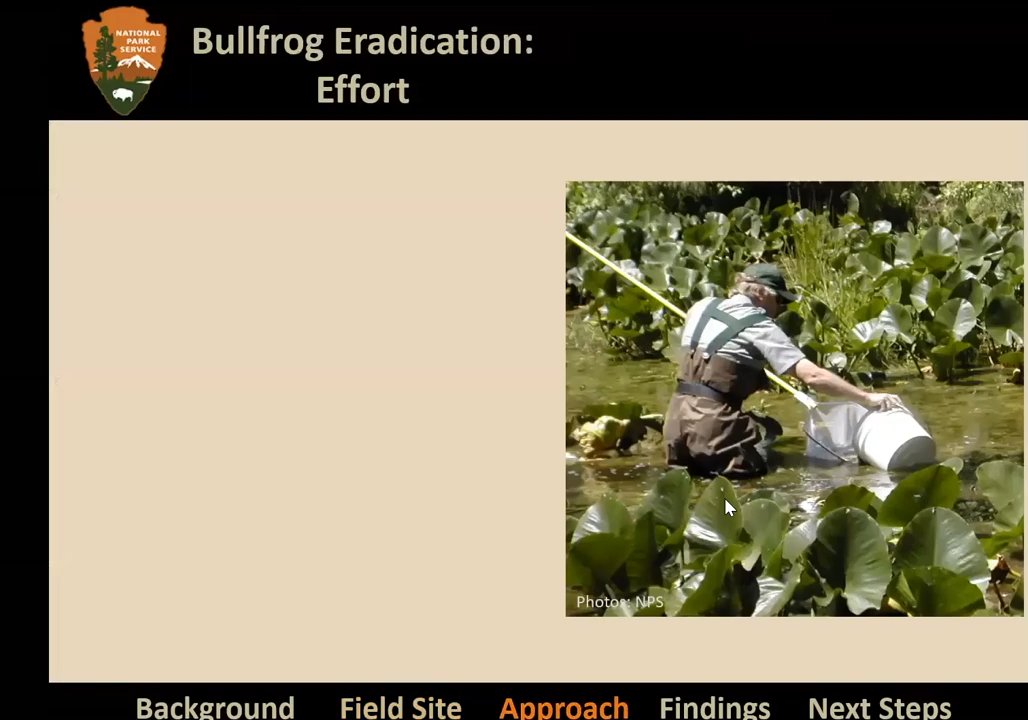 NATIONAL
PARK
SERVICE
Bullfrog Eradication:
Effort
Photos: NPS
Background Field Site Approach Findings Next Steps